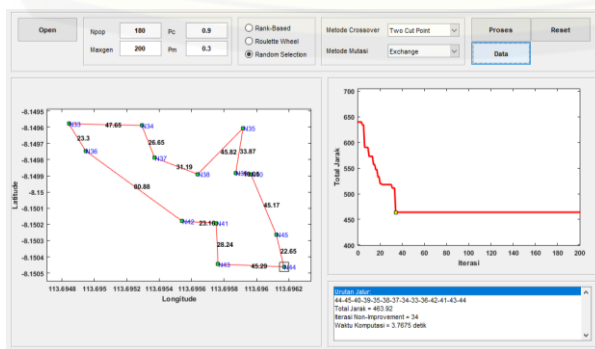 Open
Npop 180 Pc 0.9
Maxgen 200 Pm 0.3
Rank-Based
Roulette Wheel
Random Selection
Metode Crossover Two Cut Point
Metode Mutasi Exchange
Proses Reset
Data
-8.1495
-8.1496
-8.1497
-8.1498
-8.1499
-8.15
-8.1501
-8.1502
-8.1503
-8.1504
-8.1505
Latitude
N33 47.65 N34 N35
23.3 26.65 65.82 33.87
N36 N37
31.19 N38
60.88 45.17
N42 23.16 N41
28.24 N45
22.65
N43 45.29 N44
113.6948 113.695 113.6952 113.6954 113.6956 113.6958 113.696 113.6962
Longitude
700
650
600
550
500
450
400
Total Jarak
0 20 40 60 80 100 120 140 160 180 200
Iterasi
Urutan Jalur:
44-45-40-39-35-38-37-34-33-36-42-41-43-44
Total Jarak = 463.92
Iterasi Non-Improvement = 34
Waktu Komputasi = 3.7675 detik